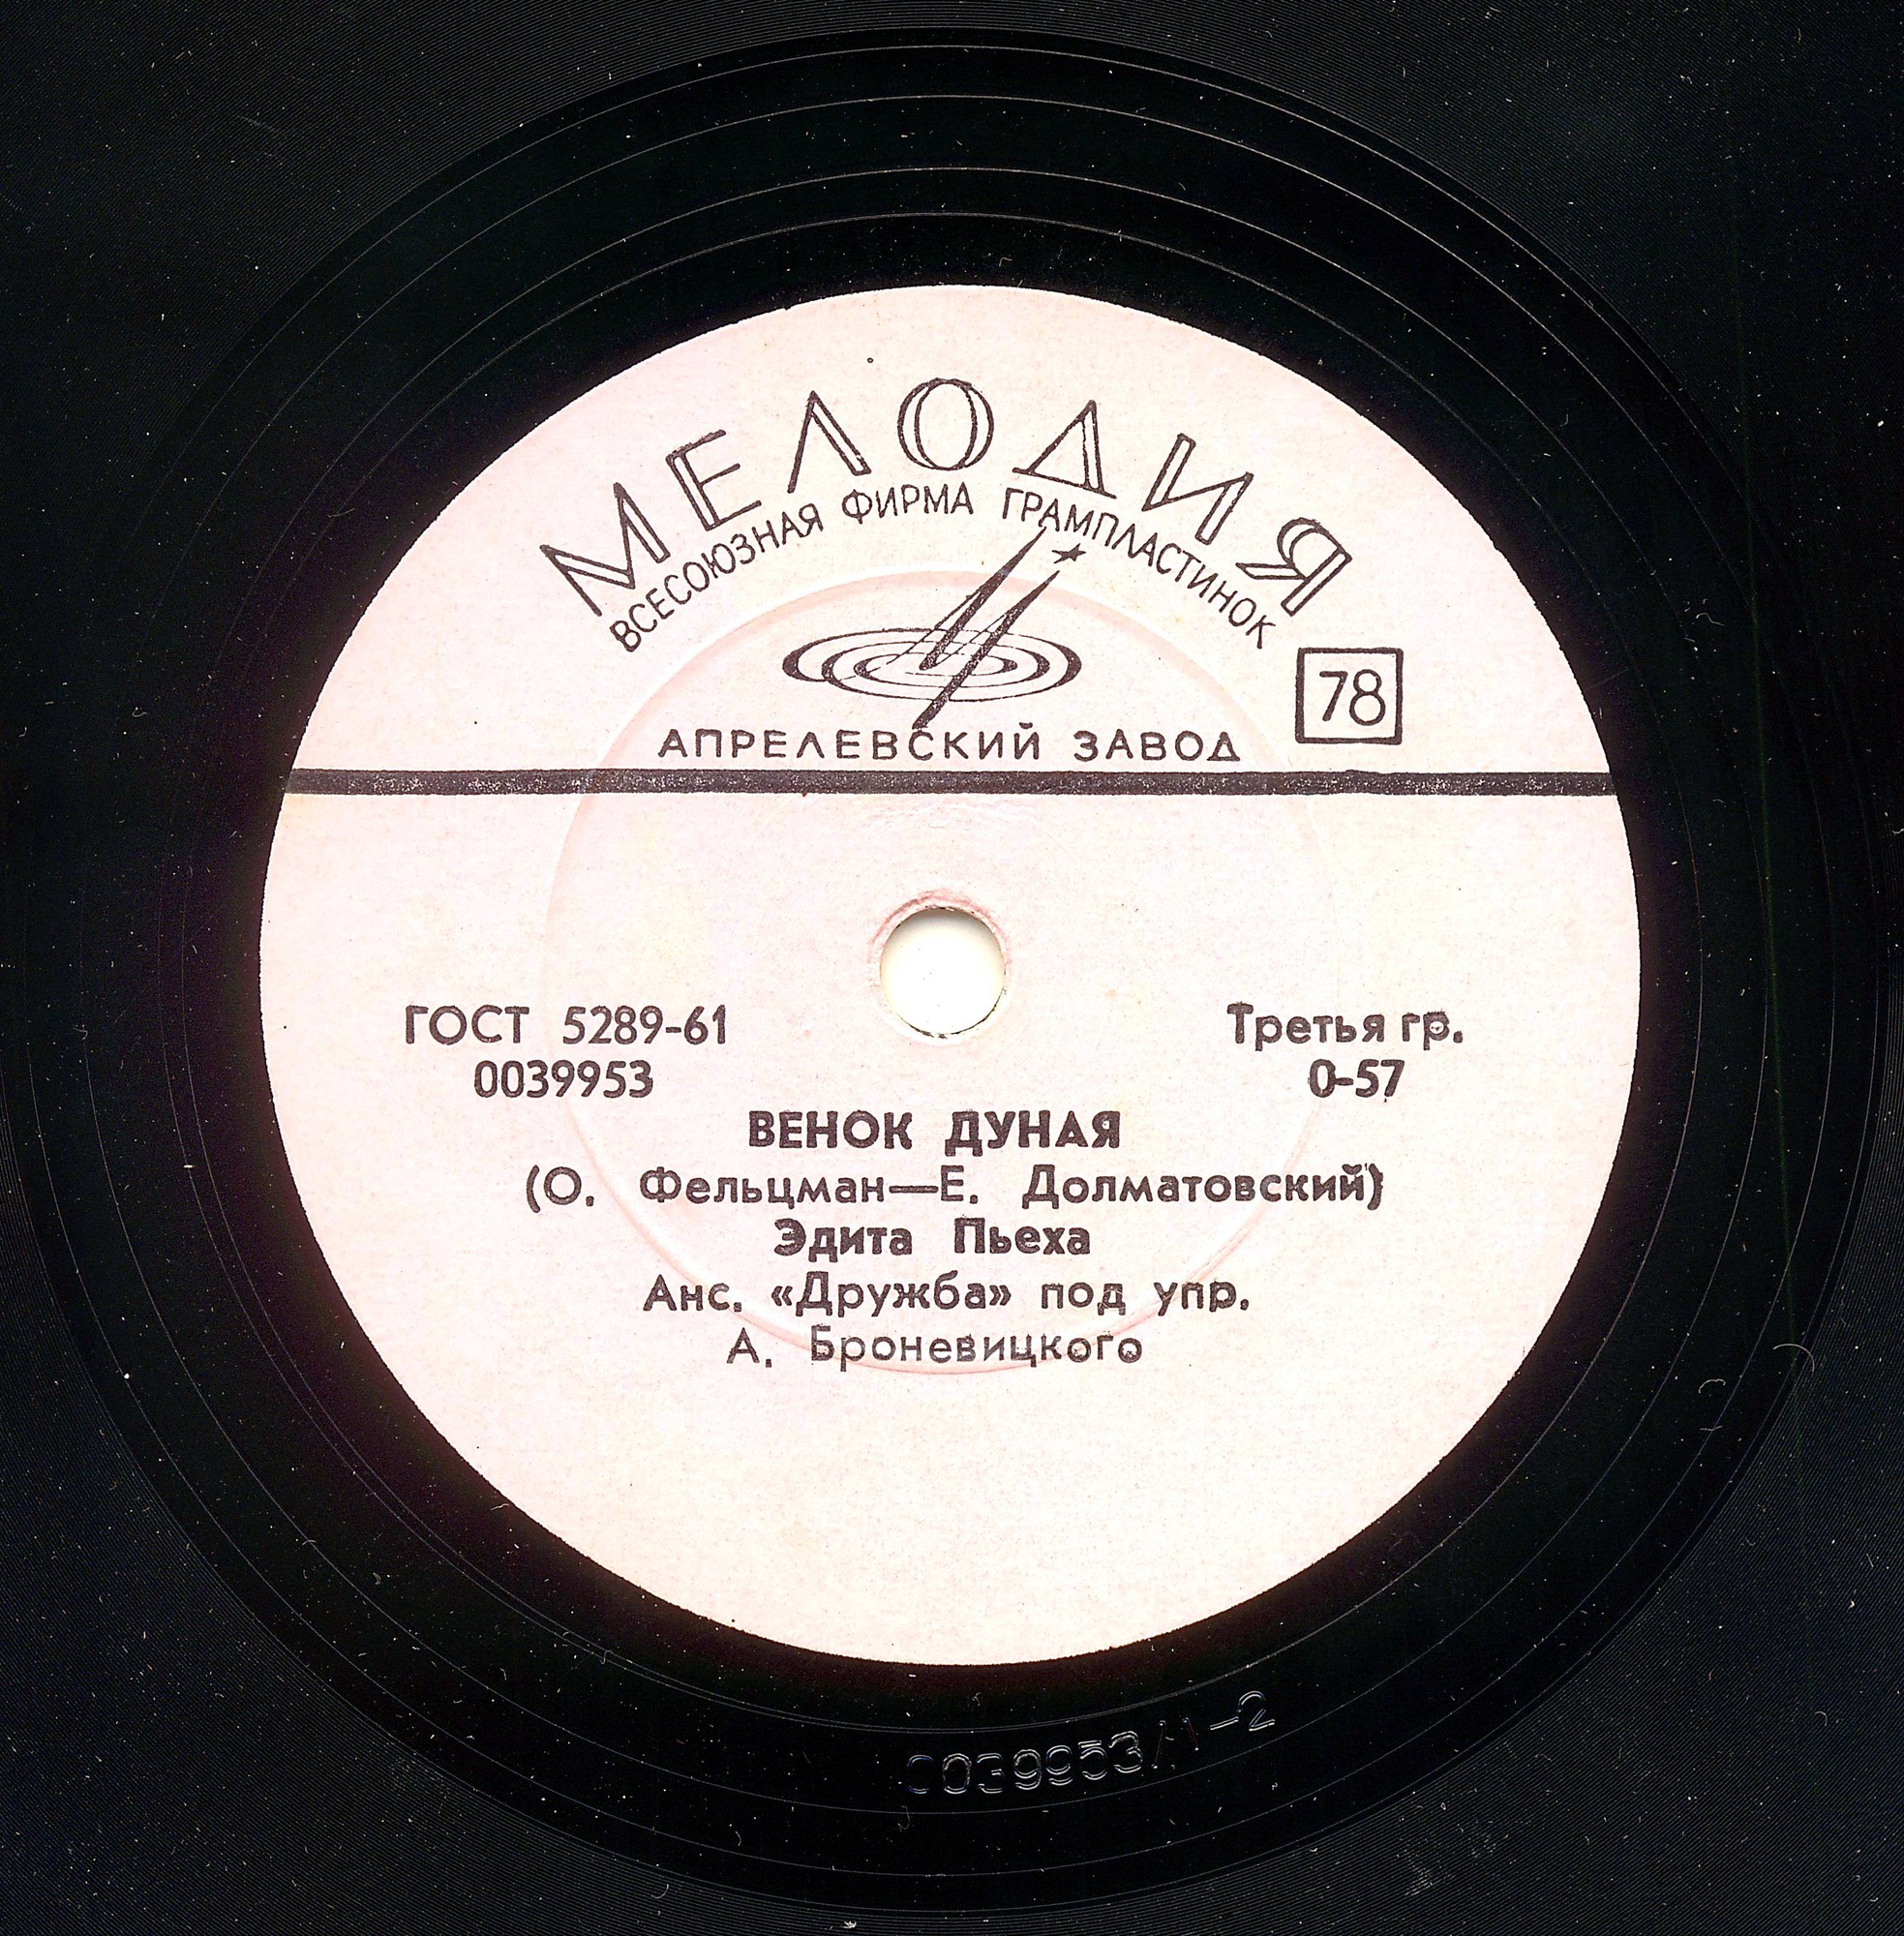 МЕЛОДИЯ
ВСЕСОЮЗНАЯ ФИРМА ГРАМПЛАСТИНОК
78
АПРЕЛЕВСКИЙ ЗАВОД
ГОСТ 5289-61
Третья гр.
0039953
0-57
ВЕНОК ДУНАЯ
(О. Фельцман—Е. Долматовский)
Эдита Пьеха
Анс. «Дружба» под упр.
А. Броневицкого
0039953/1-2